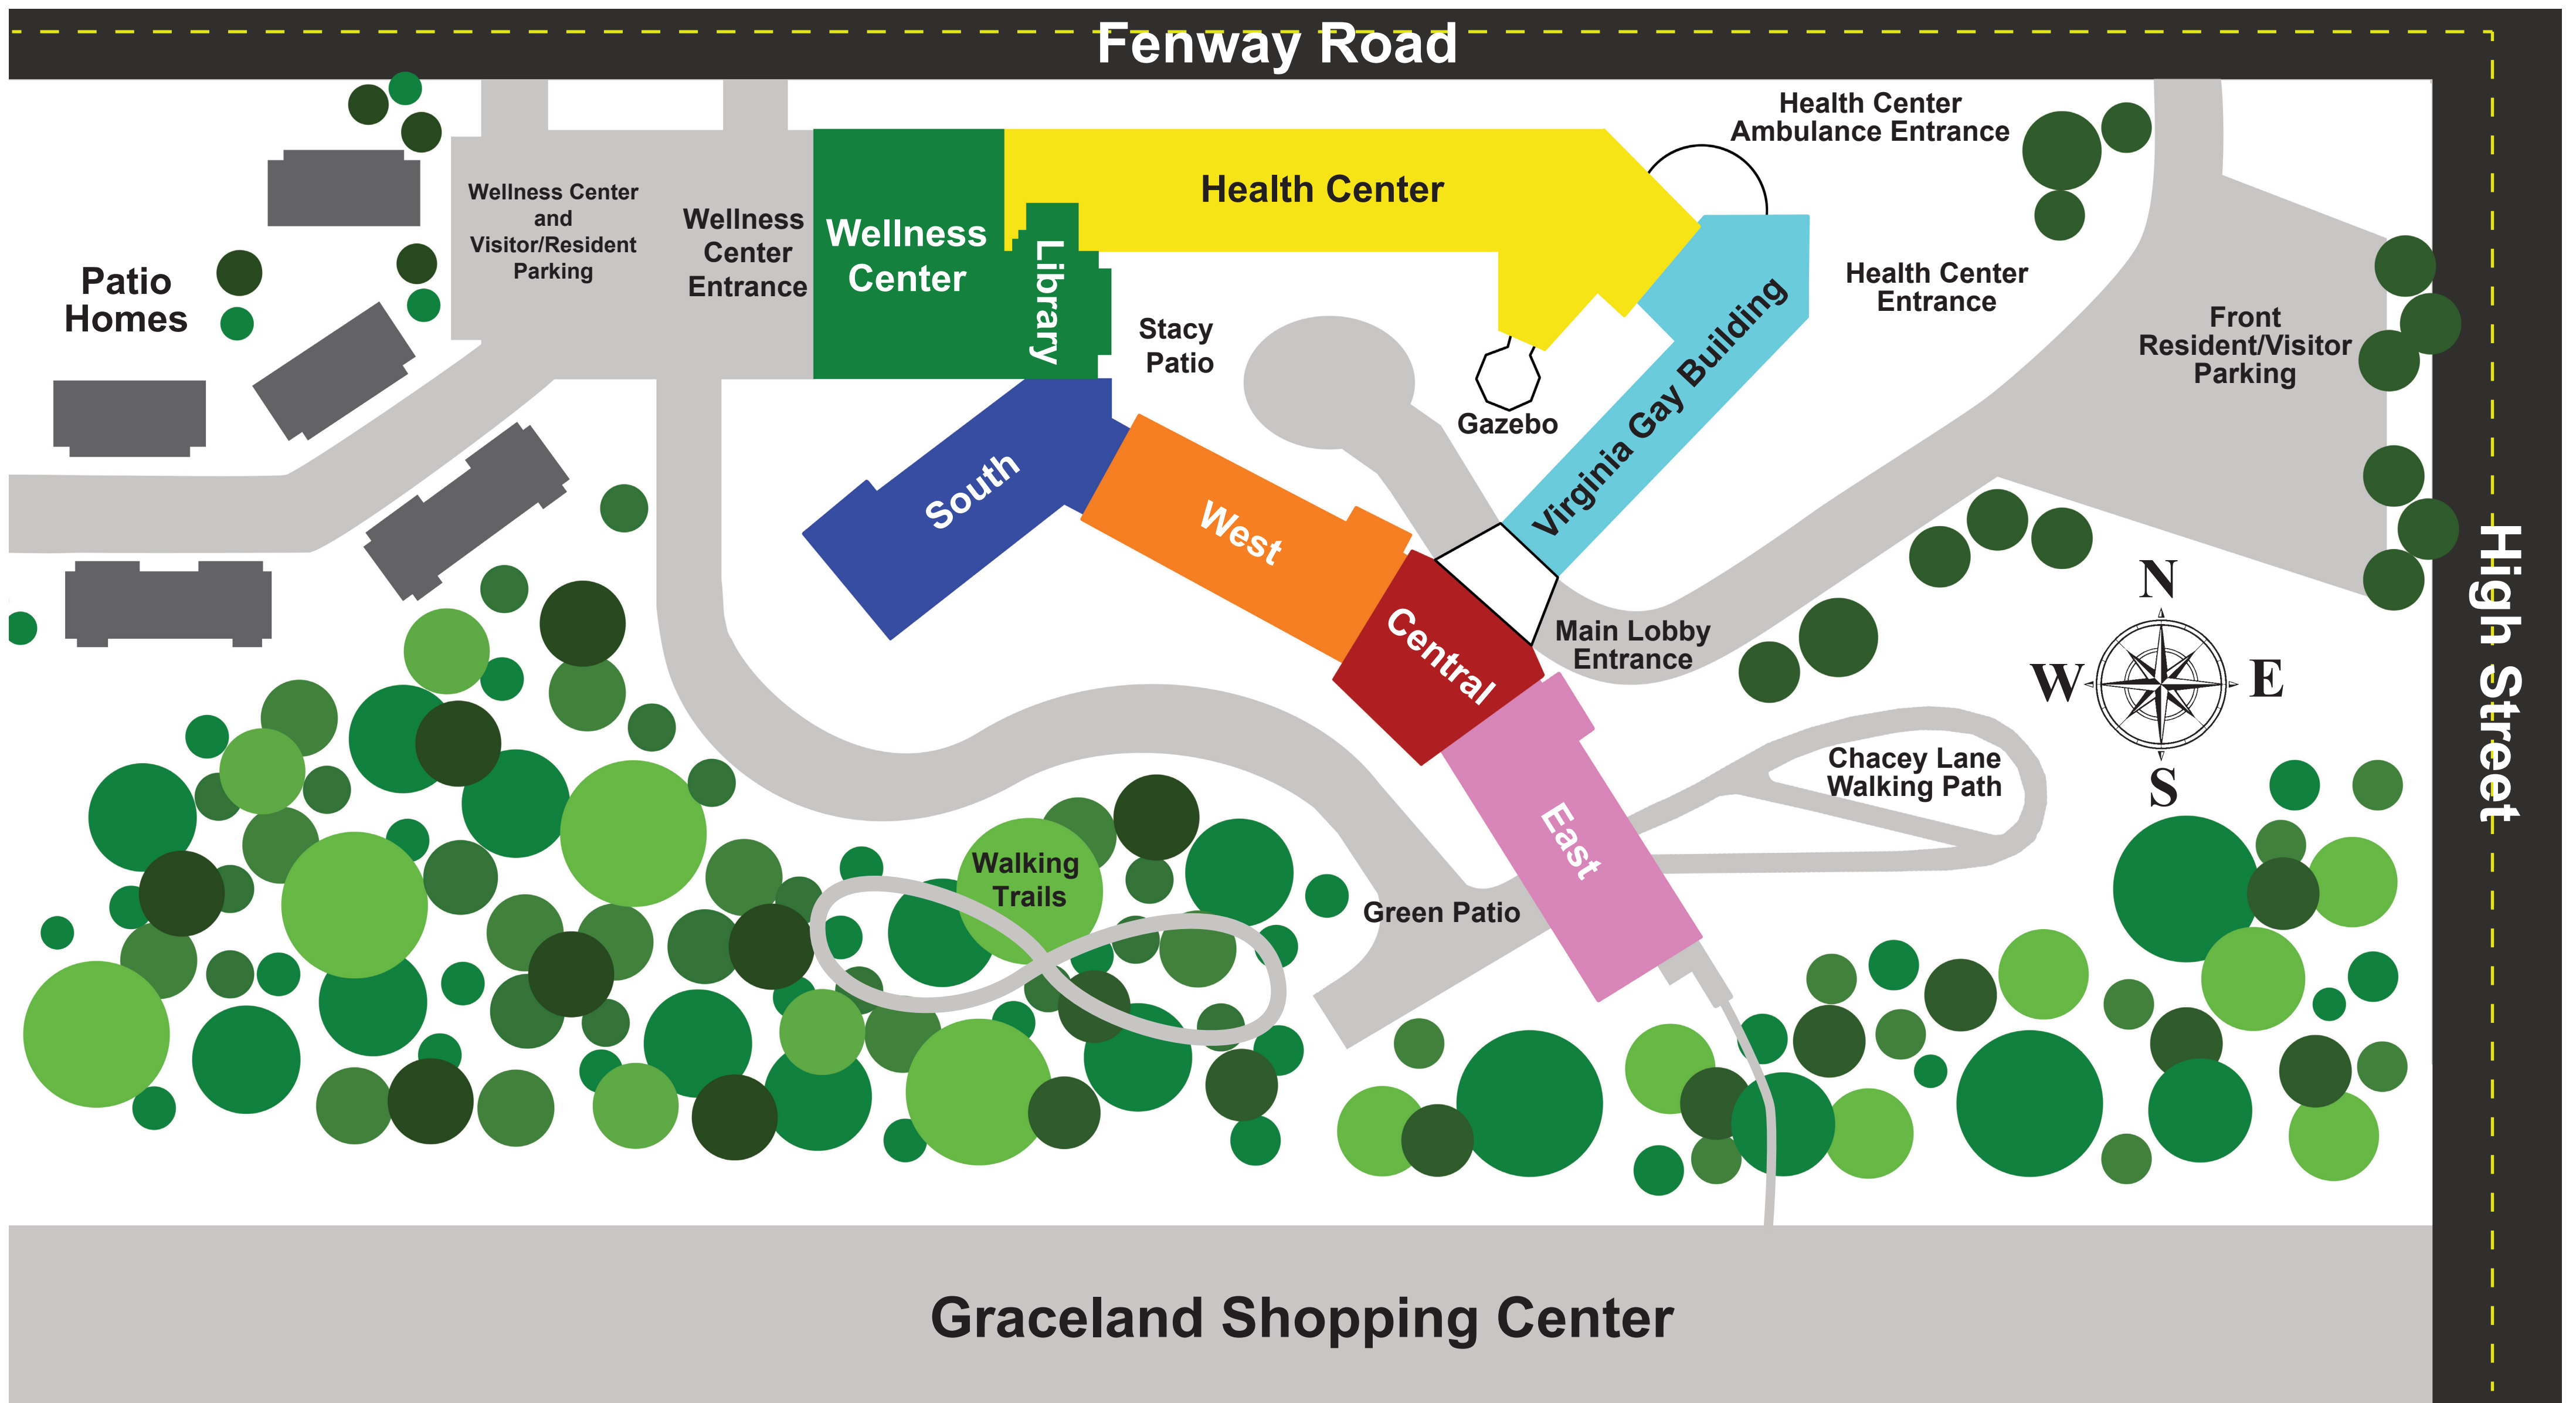 Fenway Road
Health Center
Ambulance Entrance
Wellness Center
and
Visitor/Resident
Parking
Wellness
Center
Entrance
Wellness
Center
Library
Health Center
Patio
Homes
Stacy
Patio
Gazebo
Virginia Gay Building
Health Center
Entrance
Front
Resident/Visitor
Parking
High Street
South
West
Central
Main Lobby
Entrance
N
W
E
S
East
Chacey Lane
Walking Path
Walking
Trails
Green Patio
Graceland Shopping Center